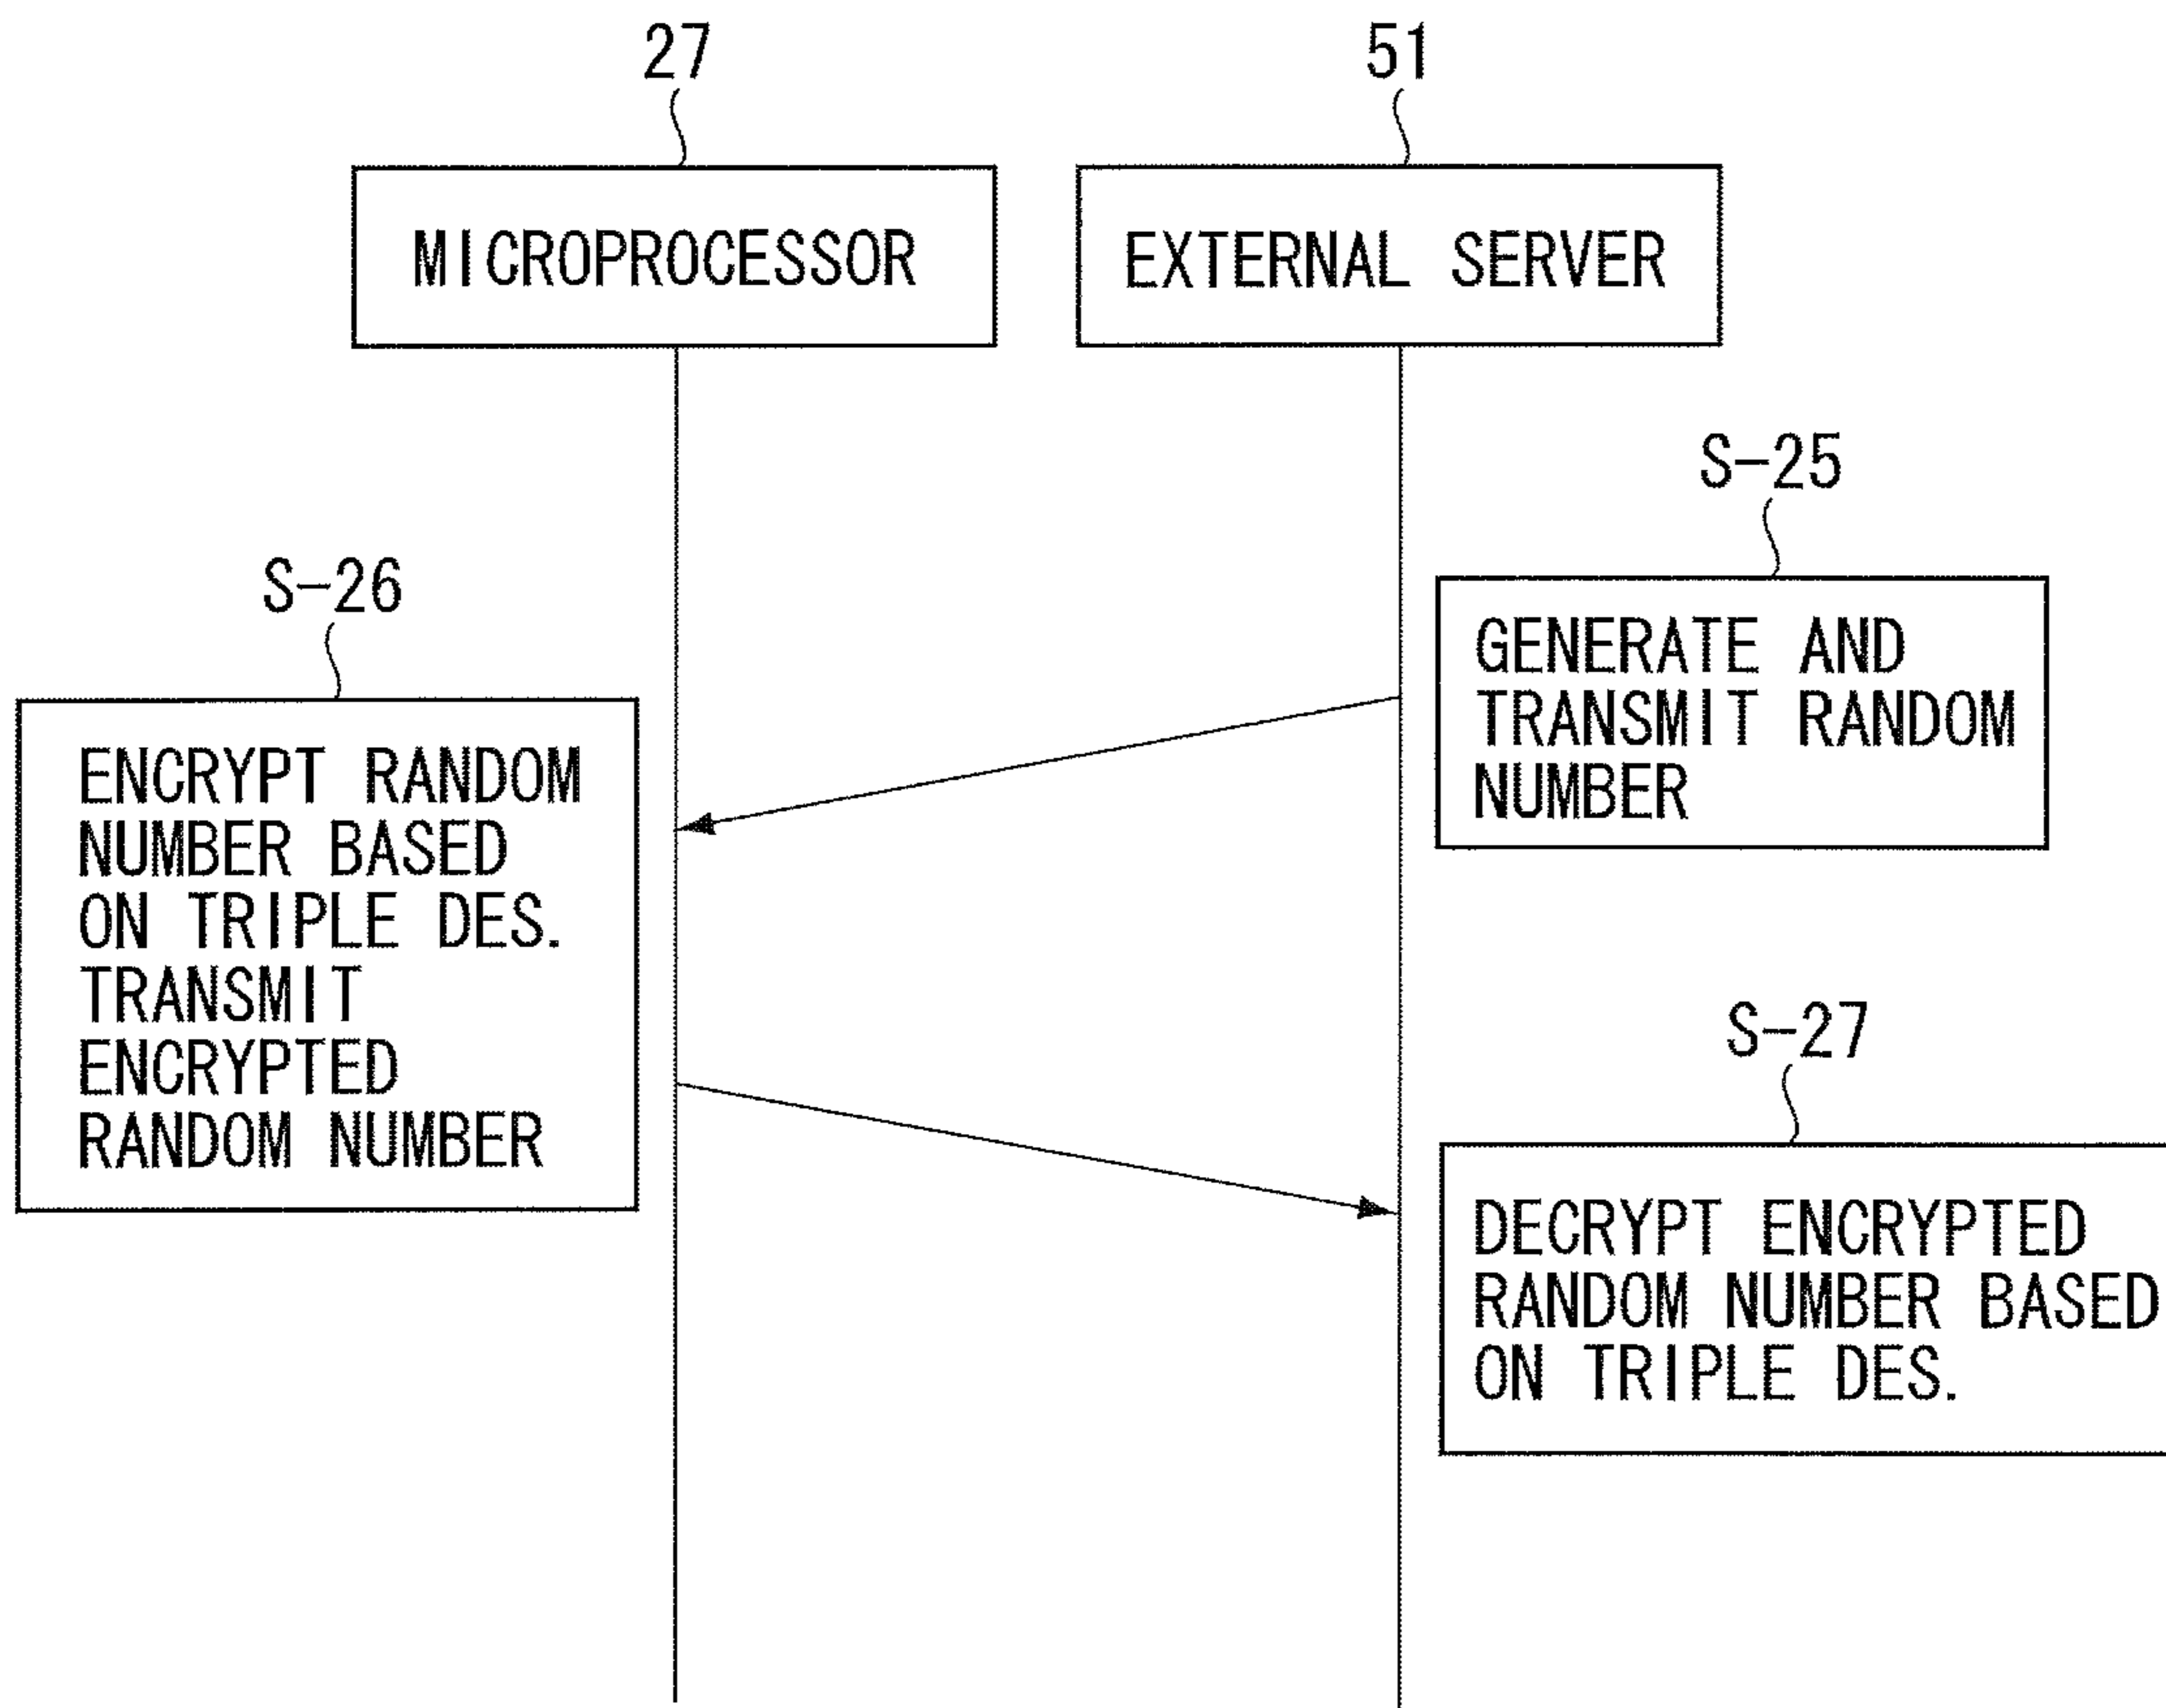 27
51
MICROPROCESSOR
EXTERNAL SERVER
S-25
GENERATE AND
TRANSMIT RANDOM
NUMBER
S-26
ENCRYPT RANDOM
NUMBER BASED
ON TRIPLE DES.
TRANSMIT
ENCRYPTED
RANDOM NUMBER
S-27
DECRYPT ENCRYPTED
RANDOM NUMBER BASED
ON TRIPLE DES.